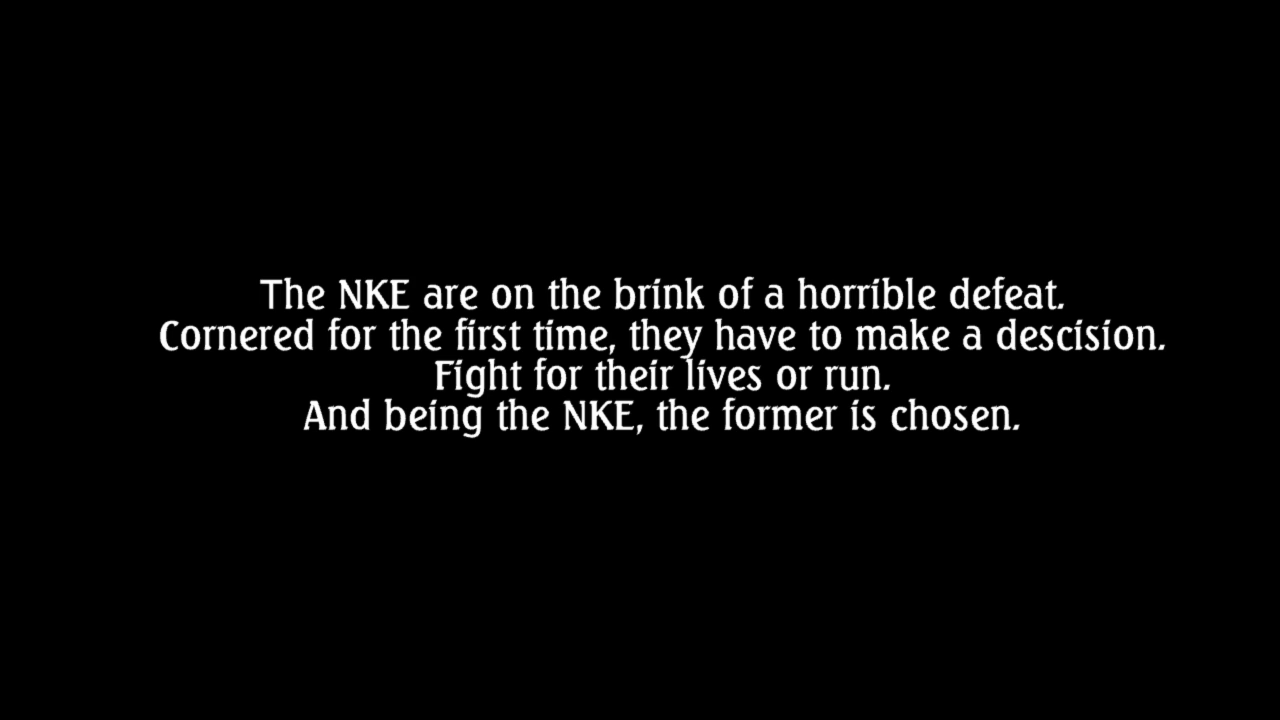 The NKE are on the brink of a horrible defeat.
Cornered for the first time, they have to make a descision.
Fight for their lives or run.
And being the NKE, the former is chosen.